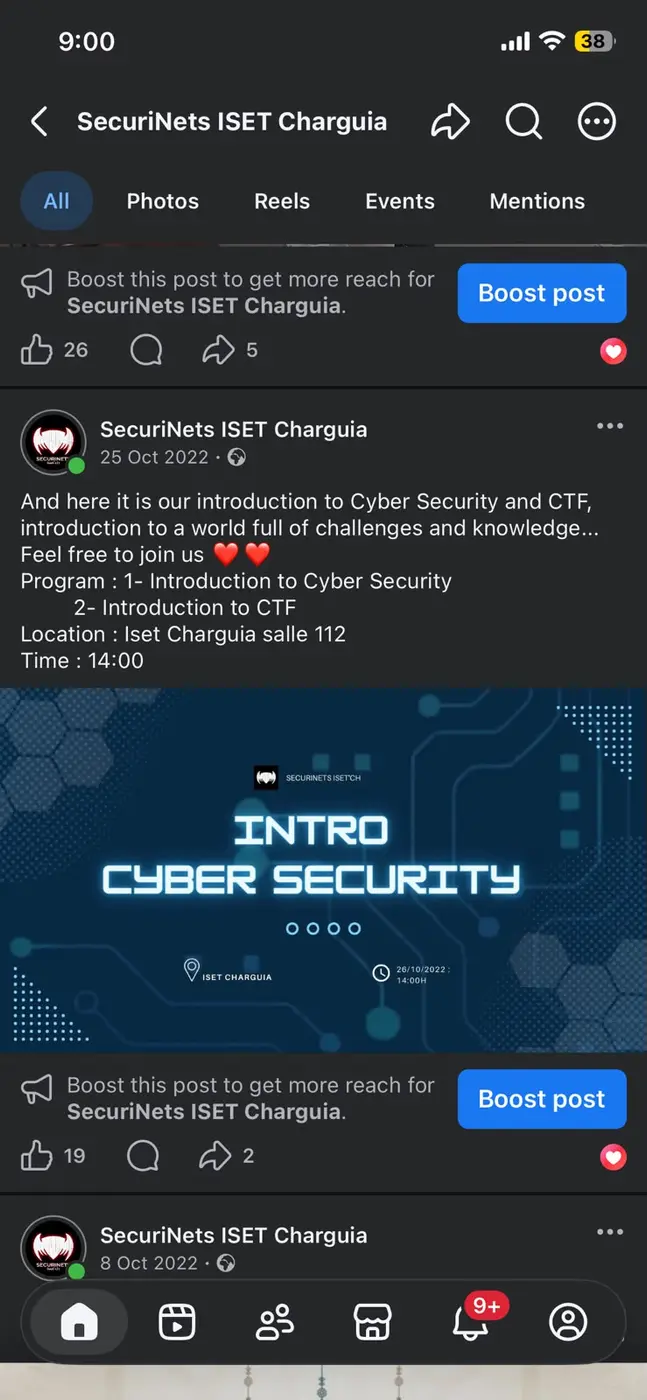 9:00
38
SecuriNets ISET Charguia
All Photos Reels Events Mentions
Boost this post to get more reach for
SecuriNets ISET Charguia.
Boost post
26 5
SecuriNets ISET Charguia
25 Oct 2022 ·
And here it is our introduction to Cyber Security and CTF,
introduction to a world full of challenges and knowledge...
Feel free to join us ❤️❤️
Program : 1- Introduction to Cyber Security
2- Introduction to CTF
Location : Iset Charguia salle 112
Time : 14:00
SECURINETS ISET'CH
INTRO
CYBER SECURITY
ISET CHARGUIA
26/10/2022 :
14:00H
Boost this post to get more reach for
SecuriNets ISET Charguia.
Boost post
19 2
SecuriNets ISET Charguia
8 Oct 2022 ·
9+